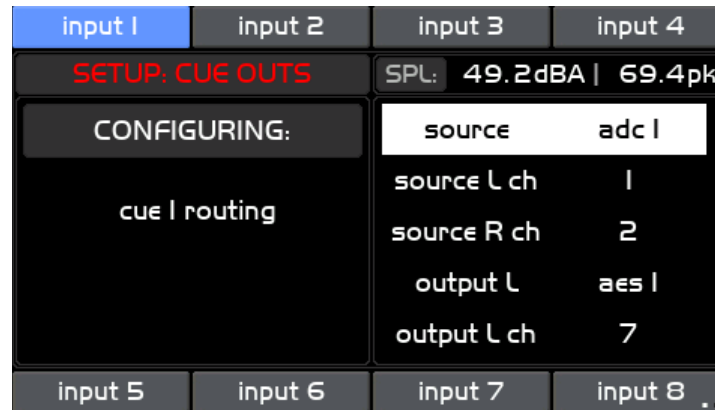 input 1 input 2 input 3 input 4
SETUP: CUE OUTS SPL: 49.2dBA | 69.4pk
CONFIGURING:
cue 1 routing
source adc 1
source L ch 1
source R ch 2
output L aes 1
output L ch 7
input 5 input 6 input 7 input 8